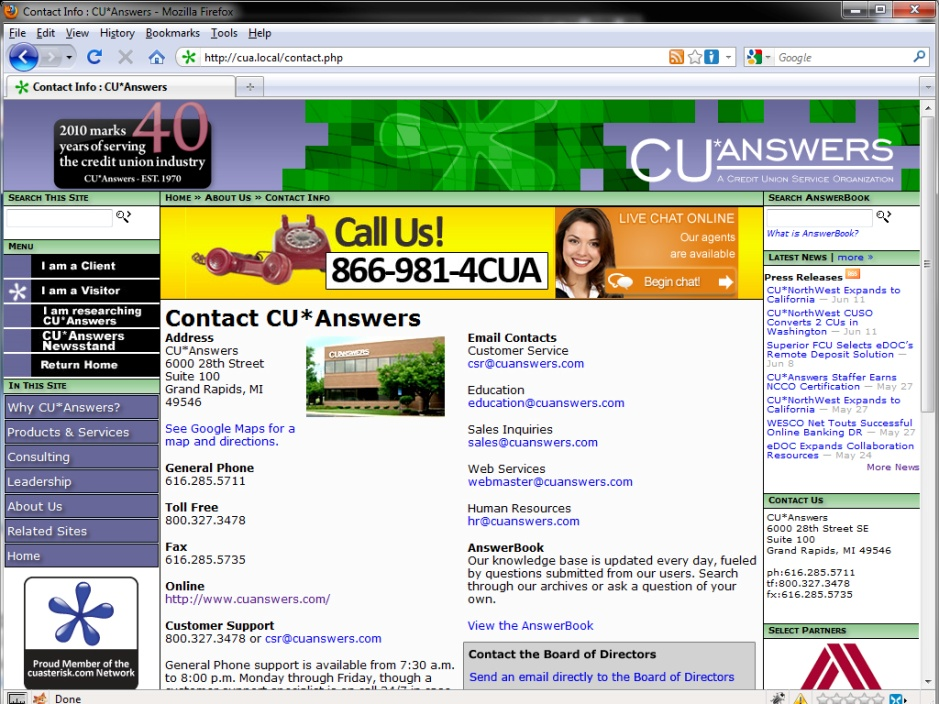 Contact Info : CU*Answers - Mozilla Firefox
File Edit View History Bookmarks Tools Help
http://cua.local/contact.php
Google
Contact Info : CU*Answers
2010 marks 40
years of serving
the credit union industry
CU*Answers - EST. 1970
CU*ANSWERS
A Credit Union Service Organization
Search This Site
Home » About Us » Contact Info
Search AnswerBook
What is AnswerBook?
Menu
I am a Client
I am a Visitor
I am researching
CU*Answers
CU*Answers
Newsstand
Return Home
In This Site
Why CU*Answers?
Products & Services
Consulting
Leadership
About Us
Related Sites
Home
Proud Member of the
cuasterisk.com Network
Call Us!
866-981-4CUA
LIVE CHAT ONLINE
Our agents
are available
Begin chat!
Contact CU*Answers
Address
CU*Answers
6000 28th Street
Suite 100
Grand Rapids, MI
49546
CU*ANSWERS
See Google Maps for a
map and directions.
General Phone
616.285.5711
Toll Free
800.327.3478
Fax
616.285.5735
Online
http://www.cuanswers.com/
Customer Support
800.327.3478 or csr@cuanswers.com
General Phone support is available from 7:30 a.m.
to 8:00 p.m. Monday through Friday, though a
customer support specialist is on call 24/7 in case
Email Contacts
Customer Service
csr@cuanswers.com
Education
education@cuanswers.com
Sales Inquiries
sales@cuanswers.com
Web Services
webmaster@cuanswers.com
Human Resources
hr@cuanswers.com
AnswerBook
Our knowledge base is updated every day, fueled
by questions submitted from our users. Search
through our archives or ask a question of your
own.
View the AnswerBook
Contact the Board of Directors
Send an email directly to the Board of Directors
Latest News | more »
Press Releases
CU*NorthWest Expands to
California — Jun 11
CU*NorthWest CUSO
Converts 2 CUs in
Washington — Jun 11
Superior FCU Selects eDOC's
Remote Deposit Solution —
Jun 8
CU*Answers Staffer Earns
NCCO Certification — May 27
CU*NorthWest Expands to
California — May 27
WESCO Net Touts Successful
Online Banking DR — May 27
eDOC Expands Collaboration
Resources — May 24
More News
Contact Us
CU*Answers
6000 28th Street SE
Suite 100
Grand Rapids, MI 49546
ph:616.285.5711
tf:800.327.3478
fx:616.285.5735
Select Partners
Done